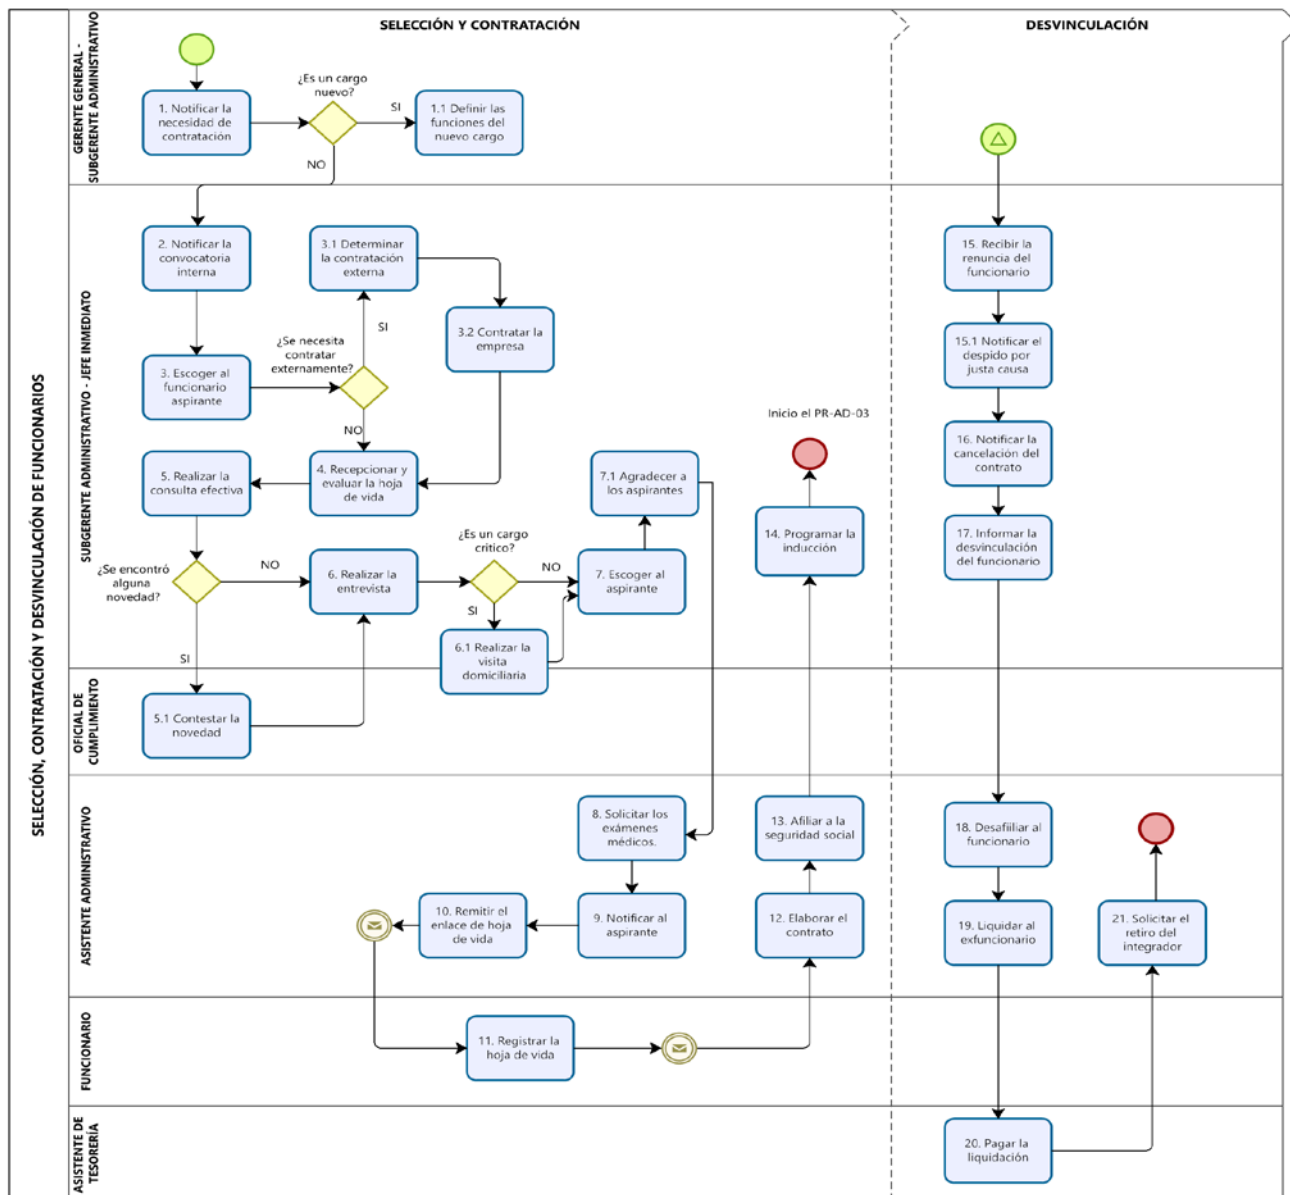 SELECCIÓN, CONTRATACIÓN Y DESVINCULACIÓN DE FUNCIONARIOS
SELECCIÓN Y CONTRATACIÓN
DESVINCULACIÓN
GERENTE GENERAL -
SUBGERENTE ADMINISTRATIVO
1. Notificar la
necesidad de
contratación
¿Es un cargo
nuevo?
SI
NO
1.1 Definir las
funciones del
nuevo cargo
SUBGERENTE ADMINISTRATIVO - JEFE INMEDIATO
2. Notificar la
convocatoria
interna
3. Escoger al
funcionario
aspirante
¿Se necesita
contratar
externamente?
SI
NO
3.1 Determinar
la contratación
externa
3.2 Contratar la
empresa
4. Recepcionar y
evaluar la hoja
de vida
5. Realizar la
consulta efectiva
¿Se encontró
alguna
novedad?
NO
SI
6. Realizar la
entrevista
¿Es un cargo
critico?
NO
SI
6.1 Realizar la
visita
domiciliaria
7. Escoger al
aspirante
7.1 Agradecer a
los aspirantes
Inicio el PR-AD-03
14. Programar la
inducción
15. Recibir la
renuncia del
funcionario
15.1 Notificar el
despido por
justa causa
16. Notificar la
cancelación del
contrato
17. Informar la
desvinculación
del funcionario
OFICIAL DE
CUMPLIMIENTO
5.1 Contestar la
novedad
ASISTENTE ADMINISTRATIVO
8. Solicitar los
exámenes
médicos.
9. Notificar al
aspirante
10. Remitir el
enlace de hoja
de vida
13. Afiliar a la
seguridad social
12. Elaborar el
contrato
18. Desafiiliar al
funcionario
19. Liquidar al
exfuncionario
21. Solicitar el
retiro del
integrador
FUNCIONARIO
11. Registrar la
hoja de vida
ASISTENTE DE
TESORERÍA
20. Pagar la
liquidación